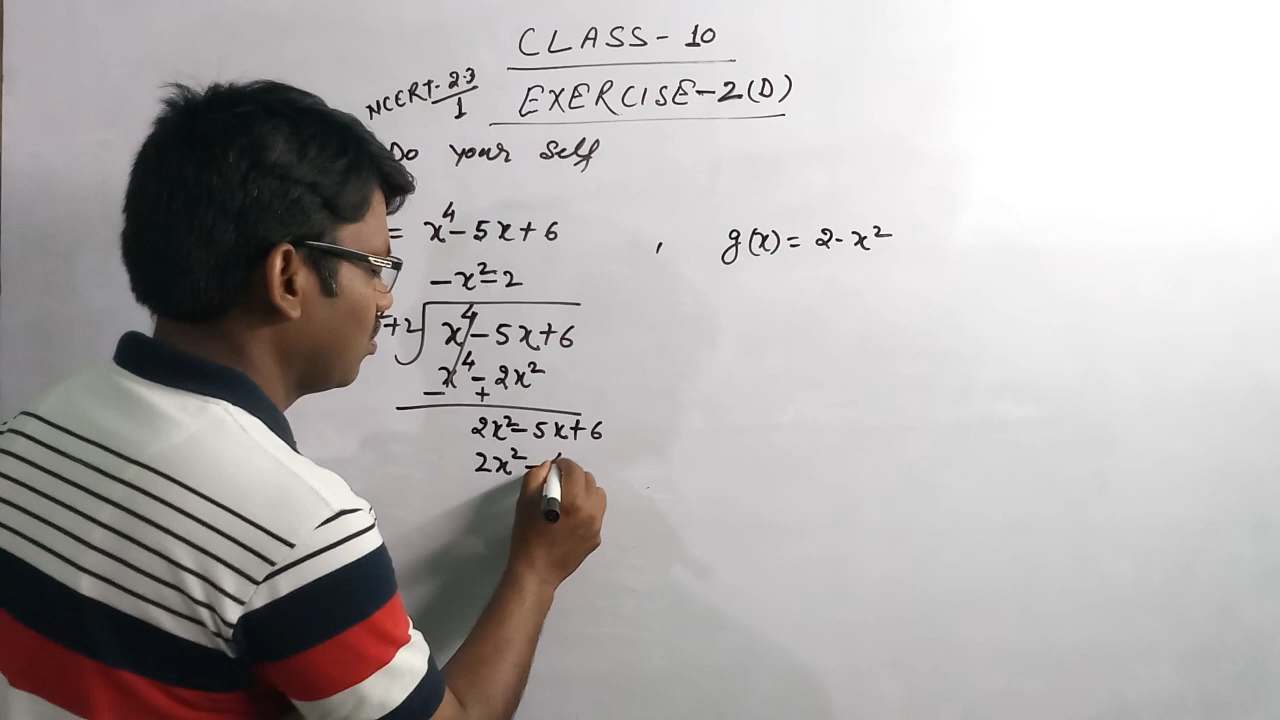 CLASS - 10
NCERT- 2.3/1
EXERCISE-2(D)
Do your self
= x⁴-5x+6 , g(x) = 2-x²
-x²-2
+2 x⁴-5x+6
x⁴-2x²
- +
2x²-5x+6
2x²-